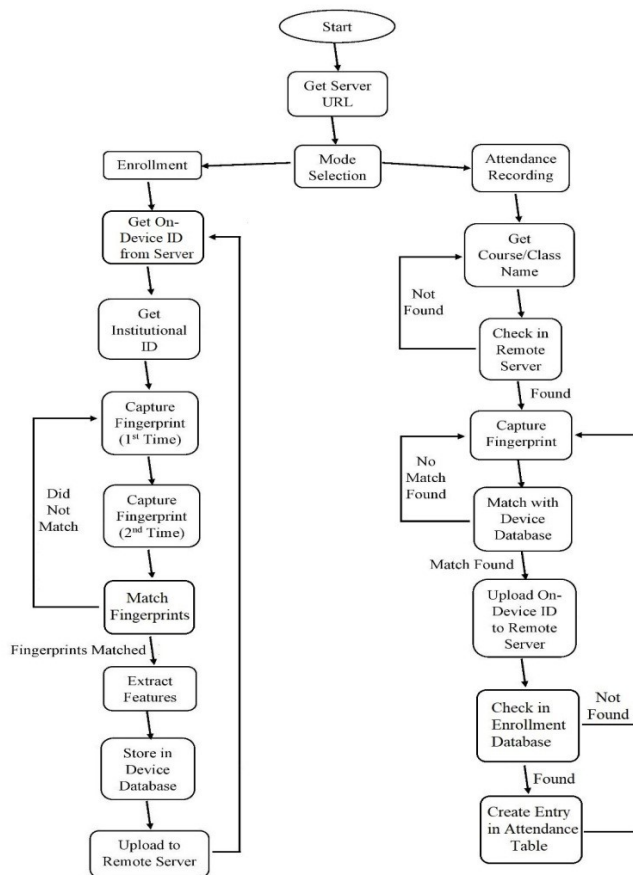 Start
Get Server
URL
Mode
Selection
Enrollment
Get On-
Device ID
from Server
Get
Institutional
ID
Capture
Fingerprint
(1st Time)
Did
Not
Match
Capture
Fingerprint
(2nd Time)
Match
Fingerprints
Fingerprints Matched
Extract
Features
Store in
Device
Database
Upload to
Remote Server
Attendance
Recording
Get
Course/Class
Name
Not
Found
Check in
Remote
Server
Found
Capture
Fingerprint
No
Match
Found
Match with
Device
Database
Match Found
Upload On-
Device ID
to Remote
Server
Check in
Enrollment
Database
Not
Found
Found
Create Entry
in Attendance
Table